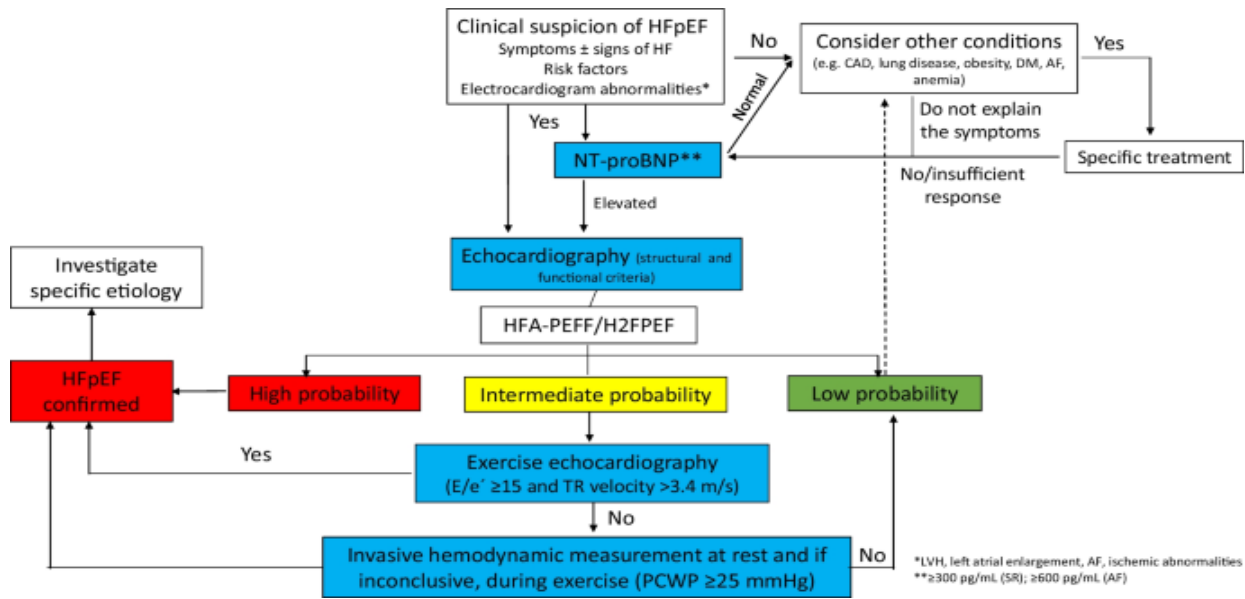 Clinical suspicion of HFpEF
Symptoms ± signs of HF
Risk factors
Electrocardiogram abnormalities*
No
Consider other conditions
(e.g. CAD, lung disease, obesity, DM, AF,
anemia)
Yes
Normal
Yes
Do not explain
the symptoms
NT-proBNP**
Specific treatment
No/insufficient
response
Elevated
Echocardiography (structural and
functional criteria)
Investigate
specific etiology
HFA-PEFF/H2FPEF
HFpEF
confirmed
High probability
Intermediate probability
Low probability
Yes
Exercise echocardiography
(E/e´ ≥15 and TR velocity >3.4 m/s)
No
Invasive hemodynamic measurement at rest and if
inconclusive, during exercise (PCWP ≥25 mmHg)
No
*LVH, left atrial enlargement, AF, ischemic abnormalities
**≥300 pg/mL (SR); ≥600 pg/mL (AF)